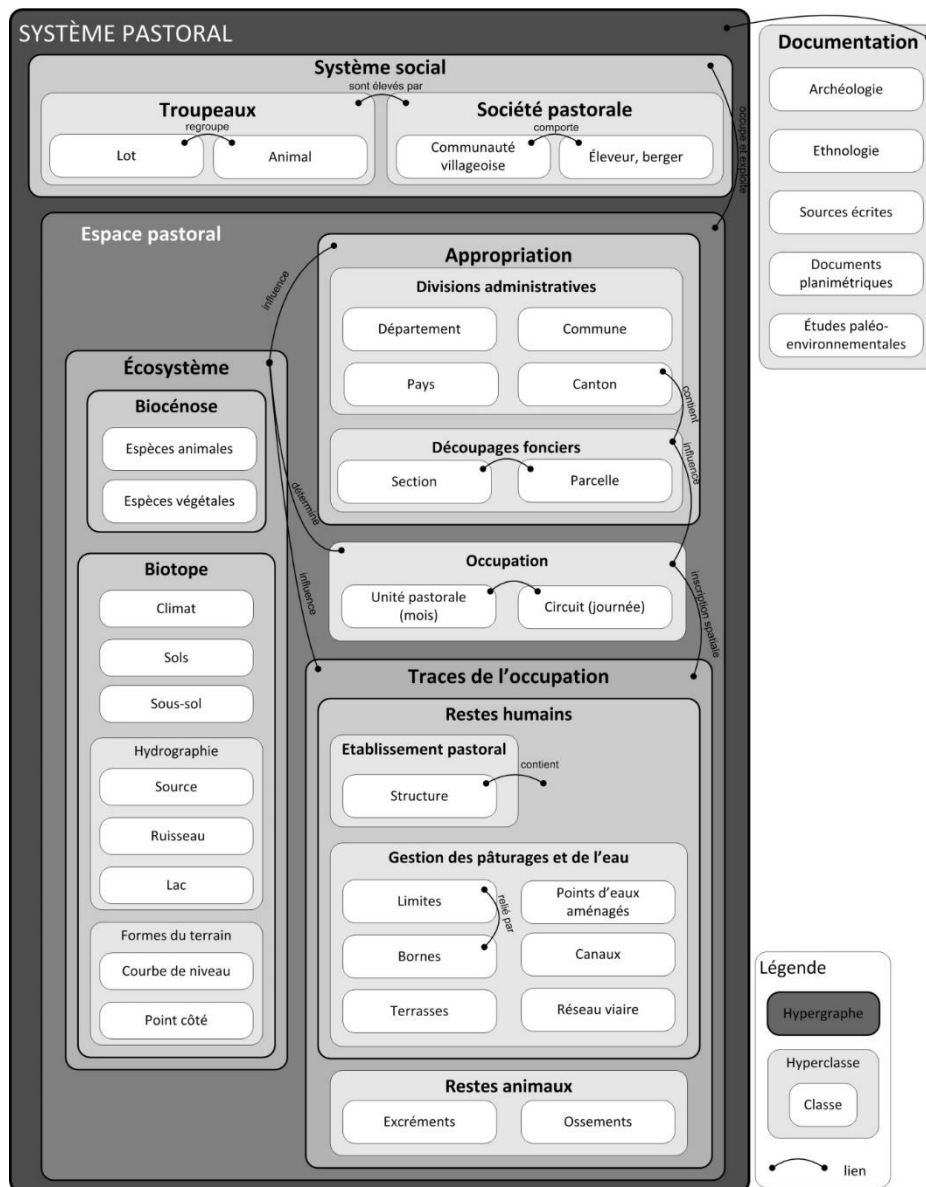 SYSTÈME PASTORAL
Système social
sont élevés par
Troupeaux
regroupe
Lot
Animal
Société pastorale
comporte
Communauté
villageoise
Éleveur, berger
occupe et exploite
Espace pastoral
influence
Appropriation
Divisions administratives
Département
Commune
Pays
Canton
contient
Découpages fonciers
influence
Section
Parcelle
détermine
Occupation
Unité pastorale
(mois)
Circuit (journée)
inscription spatiale
influence
Écosystème
Biocénose
Espèces animales
Espèces végétales
Biotope
Climat
Sols
Sous-sol
Hydrographie
Source
Ruisseau
Lac
Formes du terrain
Courbe de niveau
Point côté
Traces de l’occupation
Restes humains
Etablissement pastoral
Structure
contient
Gestion des pâturages et de l’eau
Limites
Points d’eaux
aménagés
relié par
Bornes
Canaux
Terrasses
Réseau viaire
Restes animaux
Excréments
Ossements
Documentation
Archéologie
Ethnologie
Sources écrites
Documents
planimétriques
Études paléo-
environnementales
Légende
Hypergraphe
Hyperclasse
Classe
lien